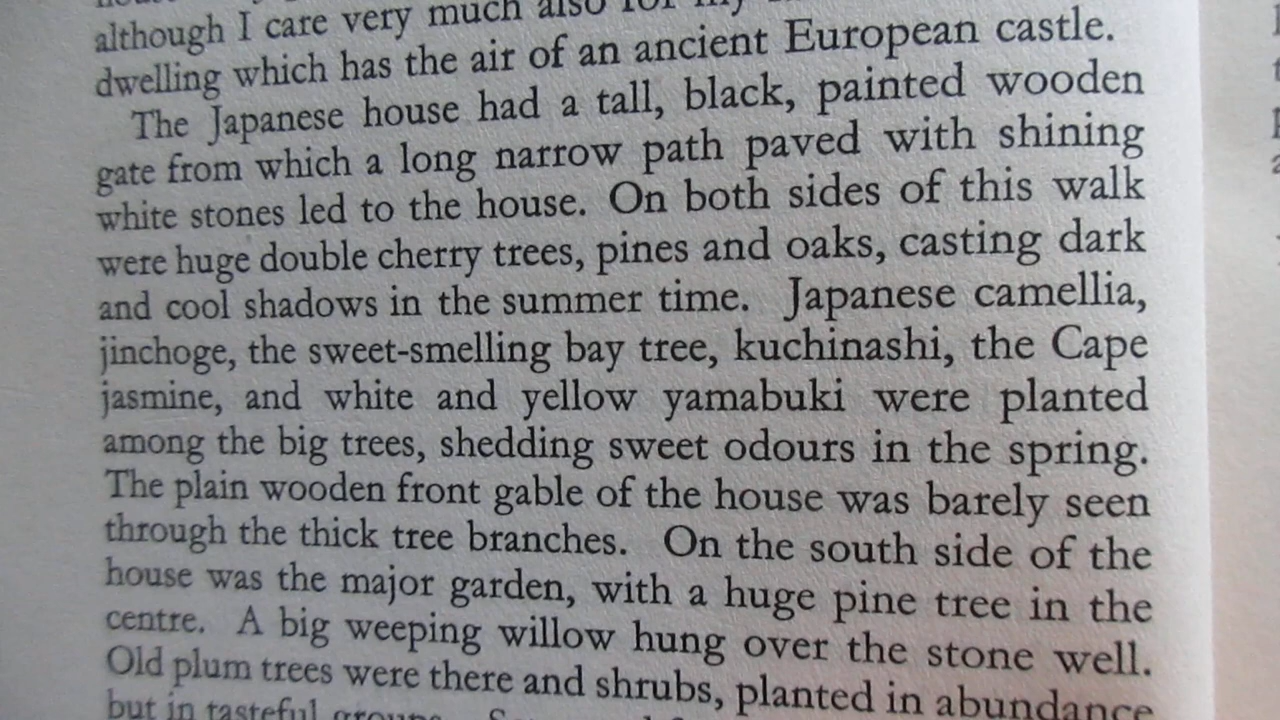 although I care very much also for my
dwelling which has the air of an ancient European castle.
The Japanese house had a tall, black, painted wooden
gate from which a long narrow path paved with shining
white stones led to the house. On both sides of this walk
were huge double cherry trees, pines and oaks, casting dark
and cool shadows in the summer time. Japanese camellia,
jinchoge, the sweet-smelling bay tree, kuchinashi, the Cape
jasmine, and white and yellow yamabuki were planted
among the big trees, shedding sweet odours in the spring.
The plain wooden front gable of the house was barely seen
through the thick tree branches. On the south side of the
house was the major garden, with a huge pine tree in the
centre. A big weeping willow hung over the stone well.
Old plum trees were there and shrubs, planted in abundance
but in tasteful groups.